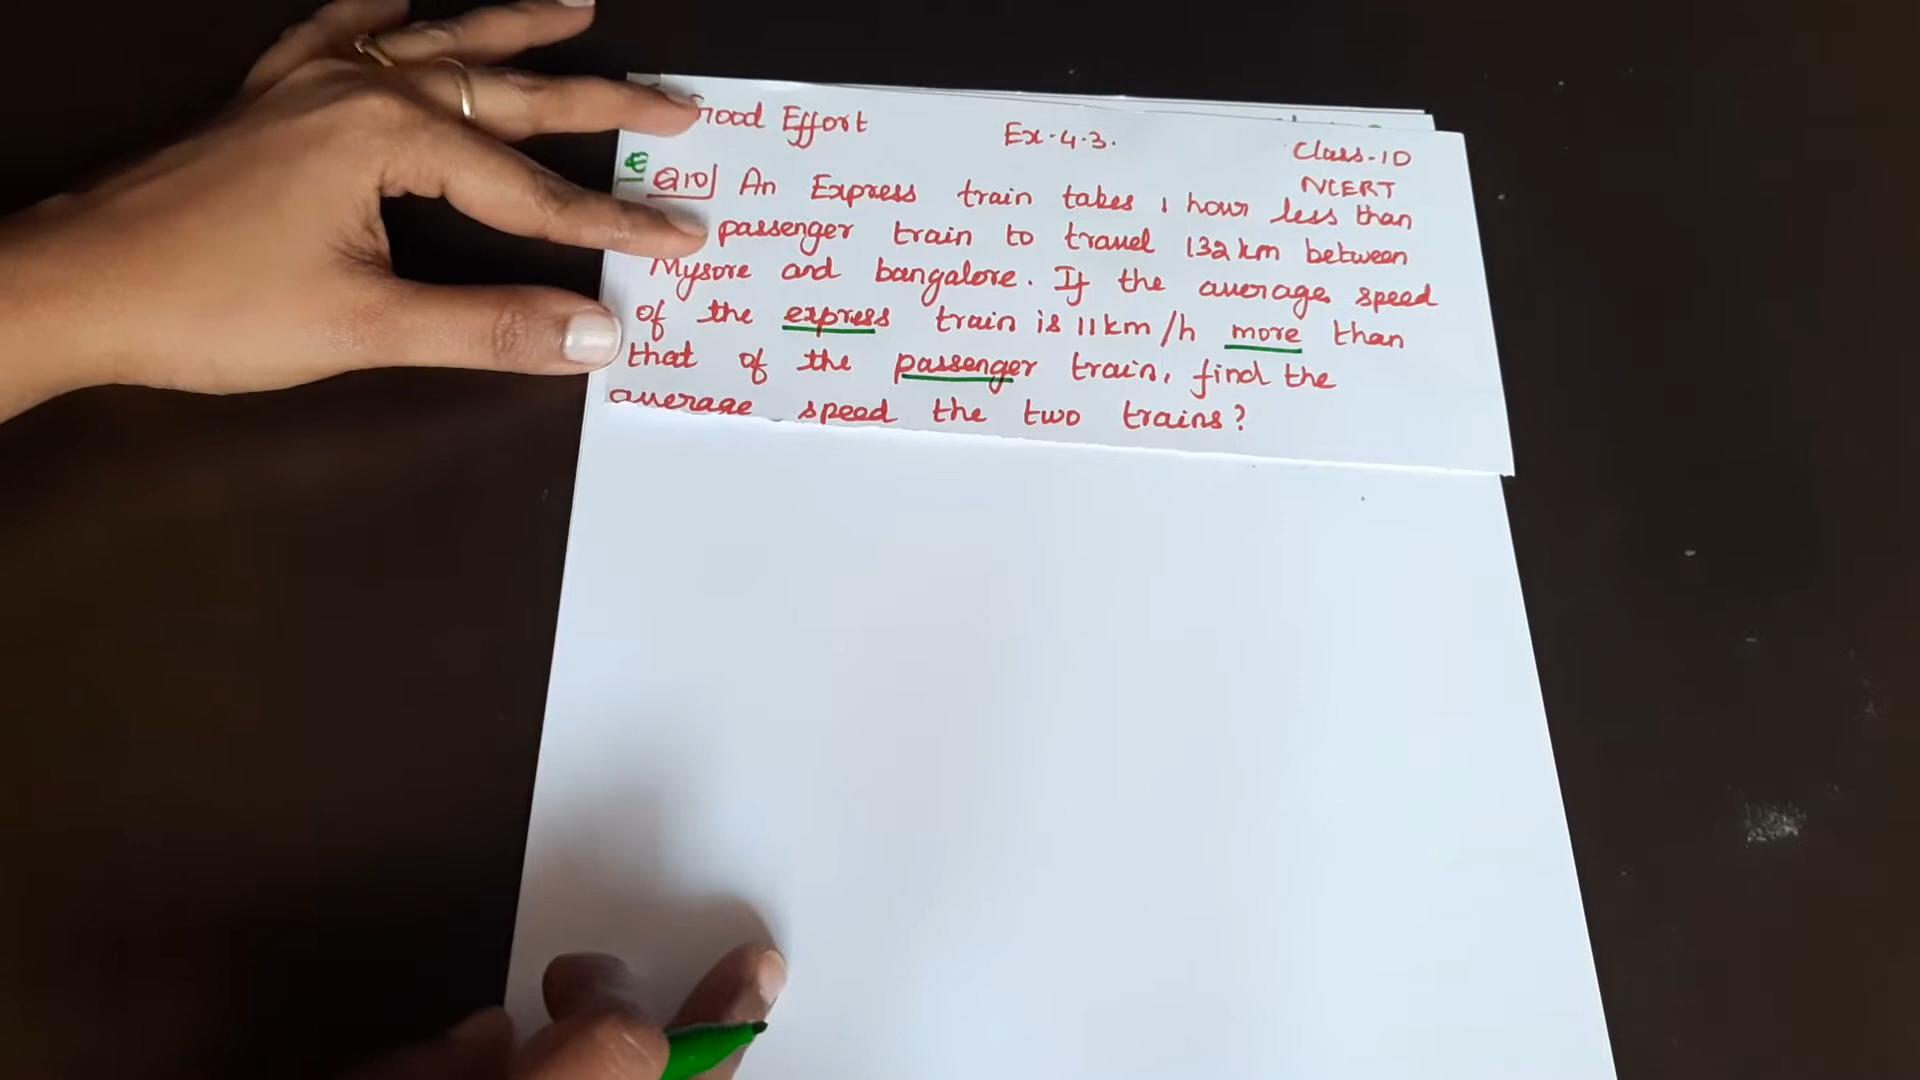 Good Effort
Ex-4.3.
Class-10
NCERT
Q10] An Express train takes 1 hour less than
passenger train to travel 132 km between
Mysore and bangalore. If the average speed
of the express train is 11km/h more than
that of the passenger train, find the
average speed the two trains?